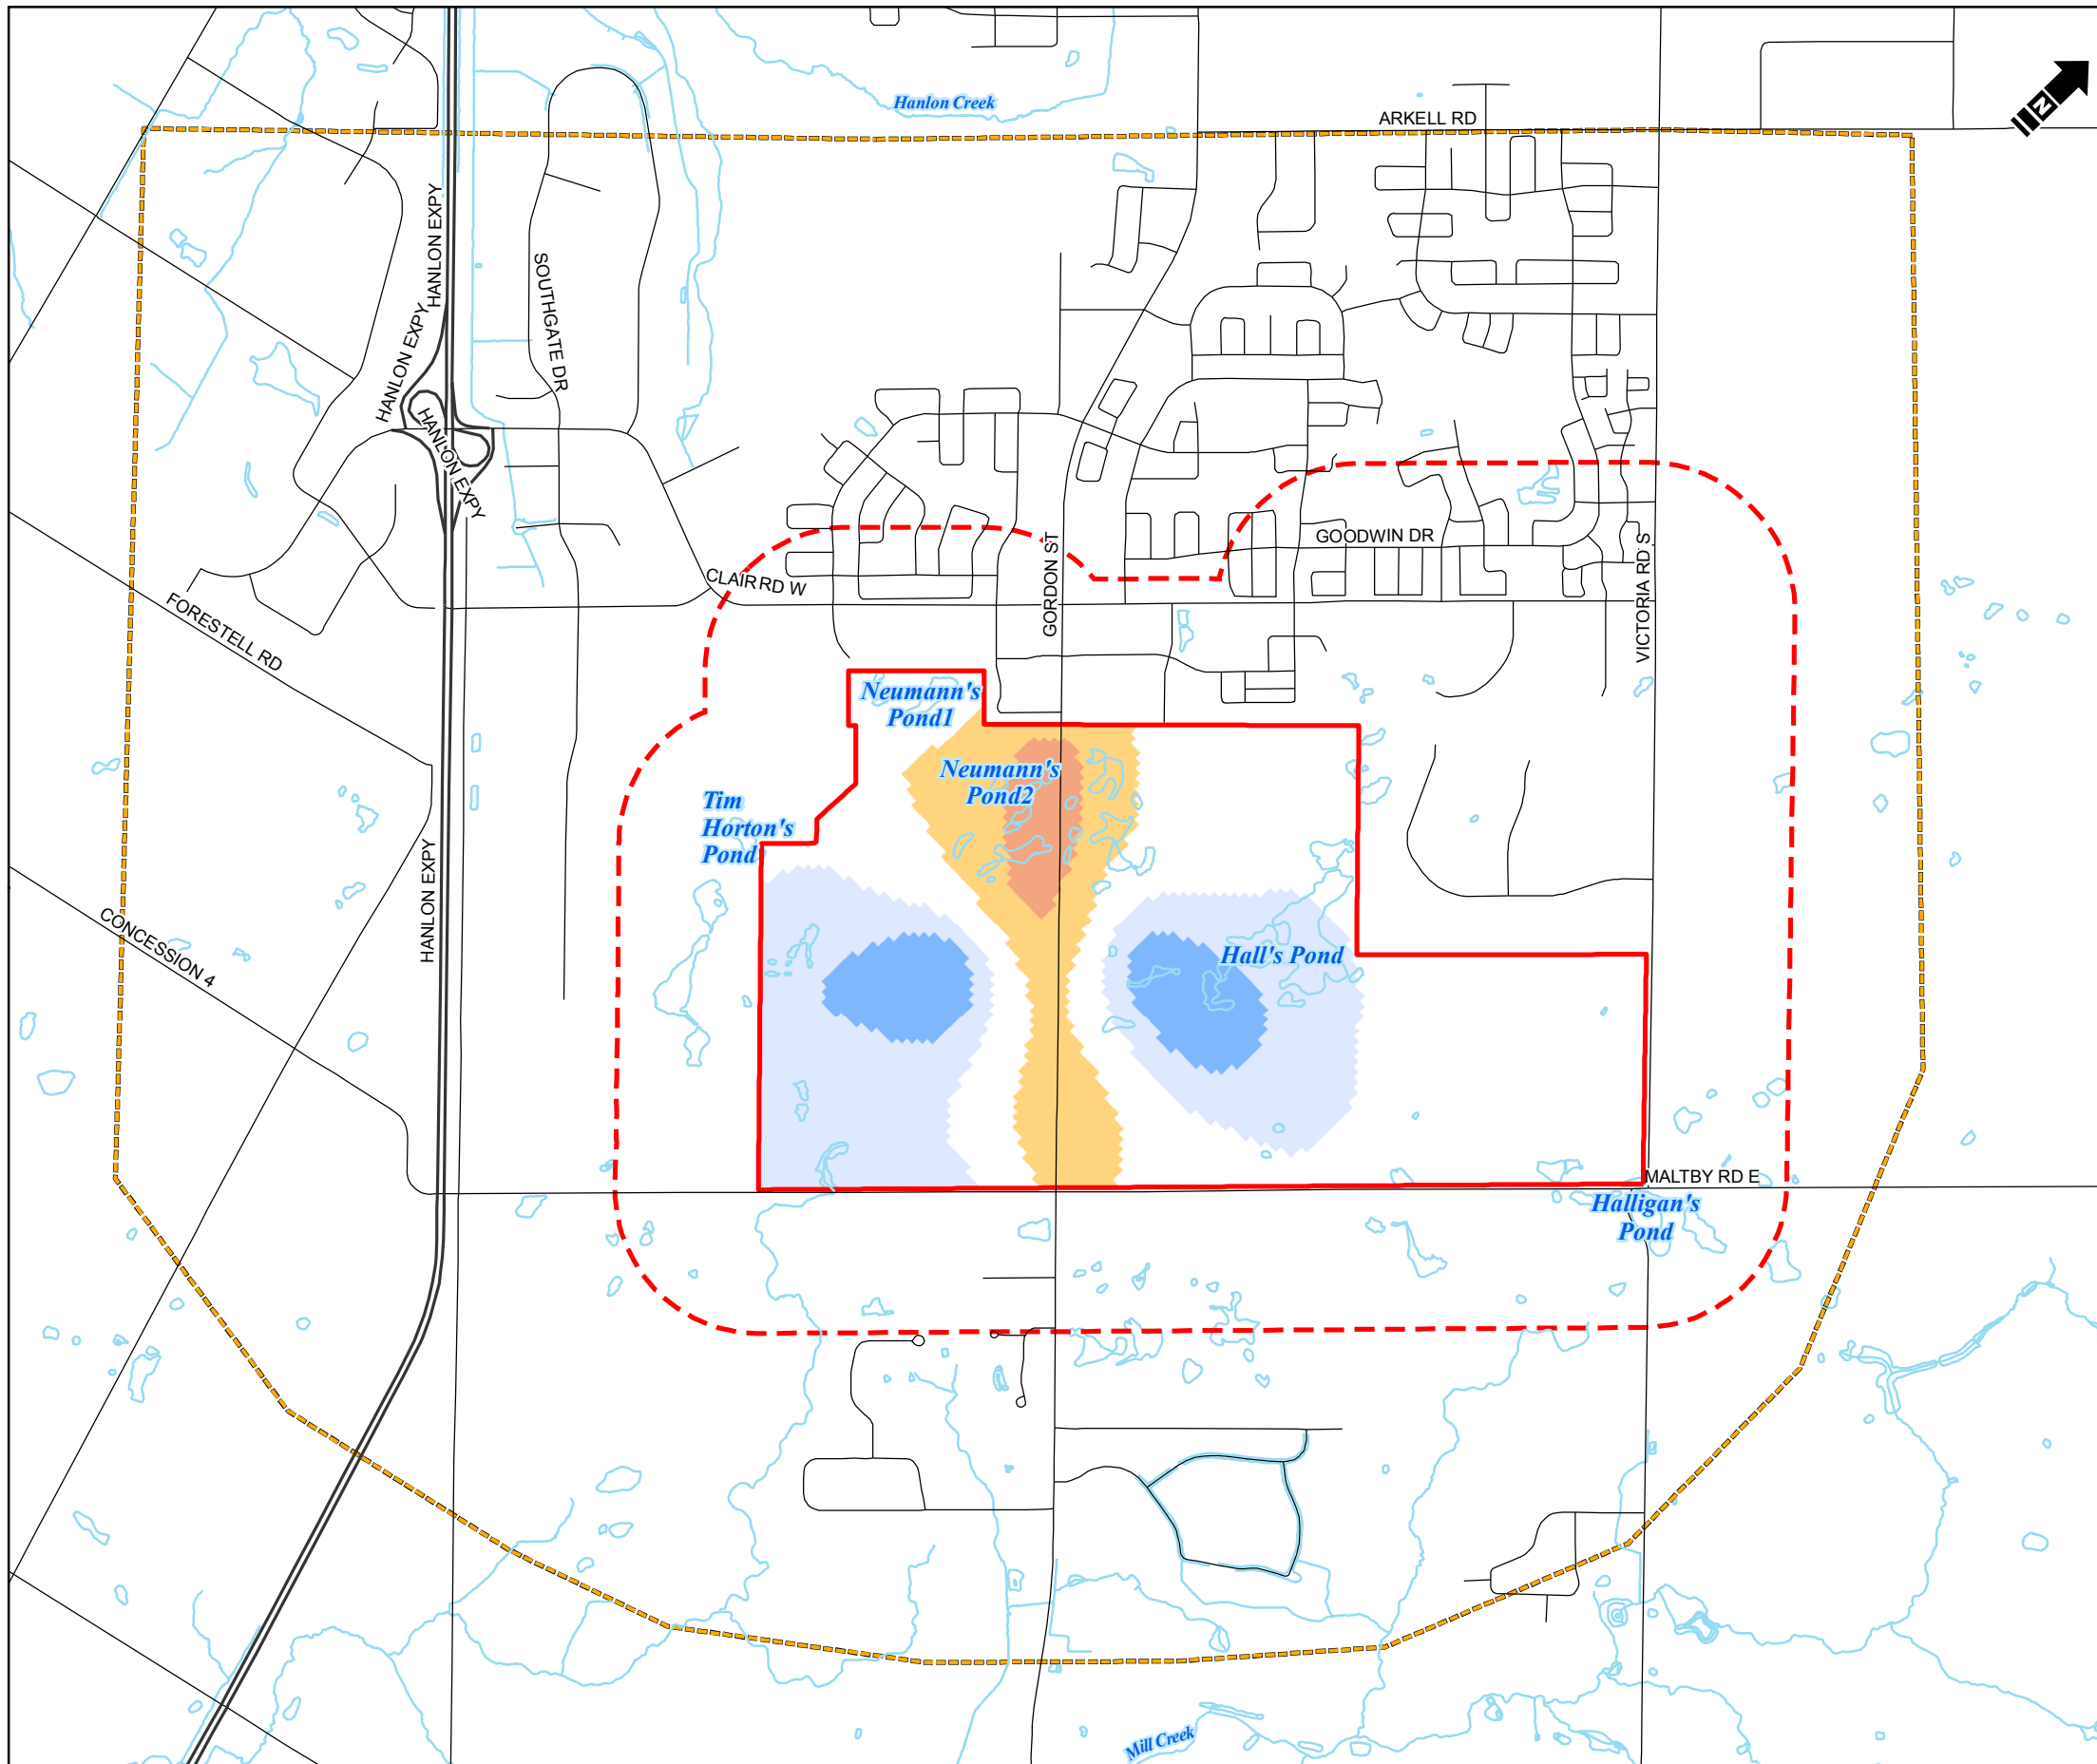 Hanlon Creek
ARKELL RD
N
HANLON EXPY
SOUTHGATE DR
HANLON EXPY
HANLON EXPY
GOODWIN DR
GORDON ST
VICTORIA RD S
CLAIR RD W
FORESTELL RD
Neumann's
Pond1
Neumann's
Pond2
Tim
Horton's
Pond
HANLON EXPY
CONCESSION 4
Hall's Pond
MALTBY RD E
Halligan's
Pond
Mill Creek